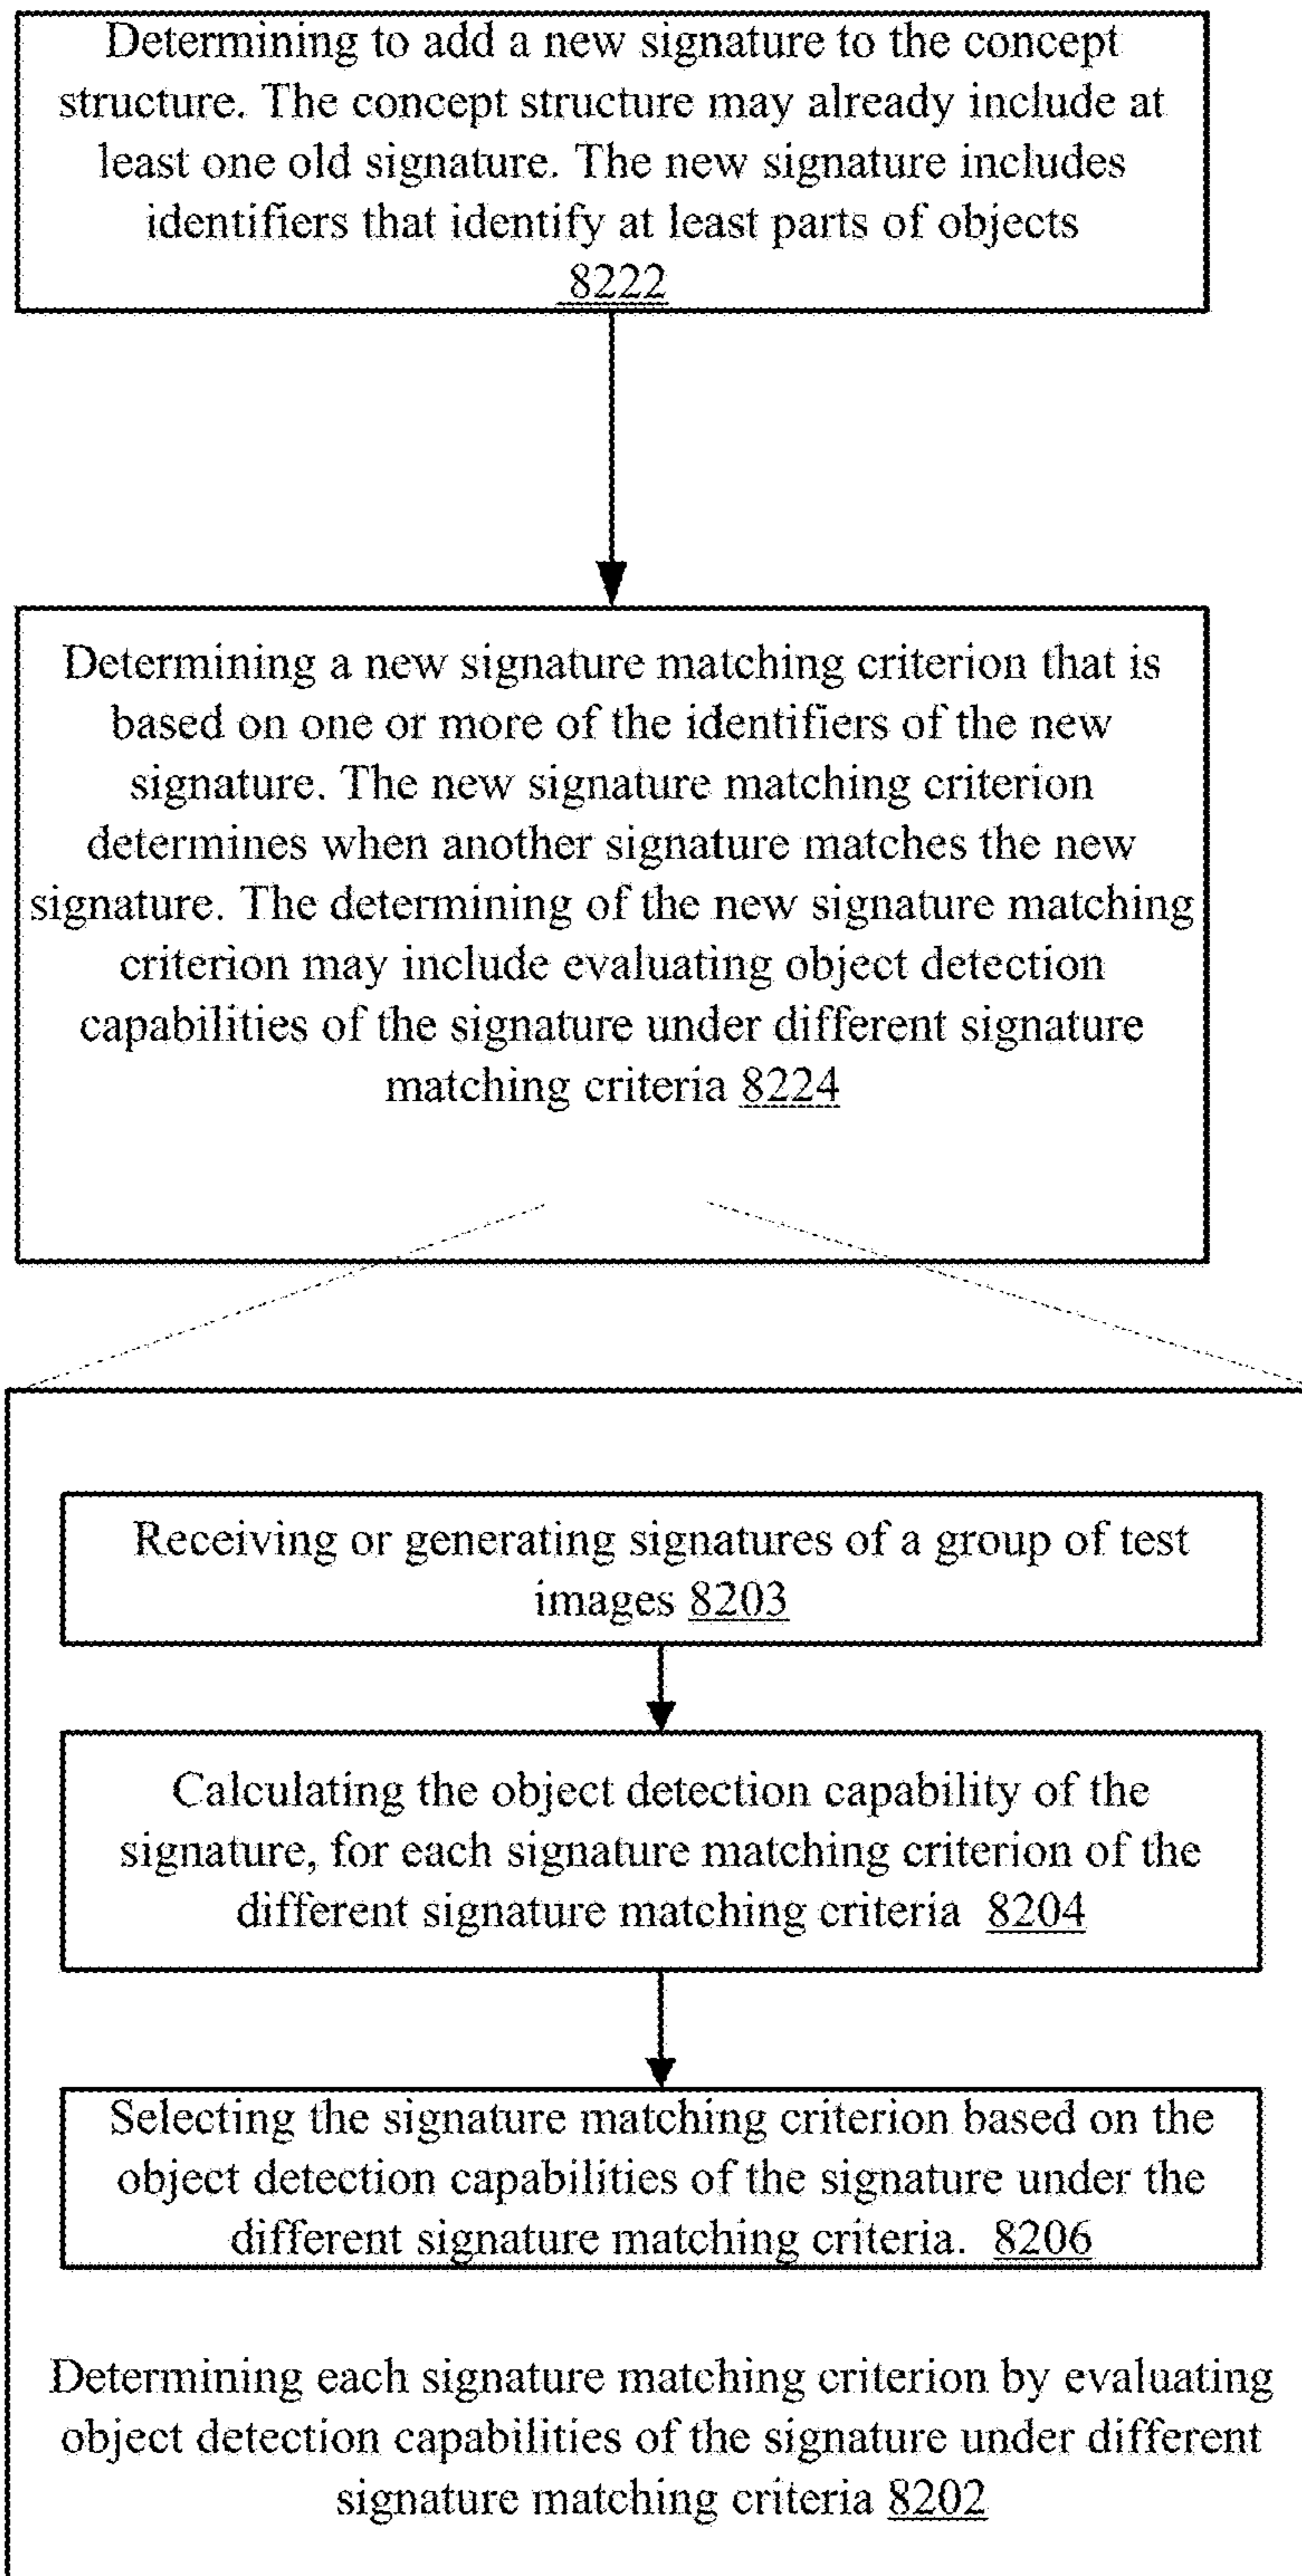 Determining to add a new signature to the concept
structure. The concept structure may already include at
least one old signature. The new signature includes
identifiers that identify at least parts of objects
8222
Determining a new signature matching criterion that is
based on one or more of the identifiers of the new
signature. The new signature matching criterion
determines when another signature matches the new
signature. The determining of the new signature matching
criterion may include evaluating object detection
capabilities of the signature under different signature
matching criteria 8224
Receiving or generating signatures of a group of test
images 8203
Calculating the object detection capability of the
signature, for each signature matching criterion of the
different signature matching criteria 8204
Selecting the signature matching criterion based on the
object detection capabilities of the signature under the
different signature matching criteria. 8206
Determining each signature matching criterion by evaluating
object detection capabilities of the signature under different
signature matching criteria 8202